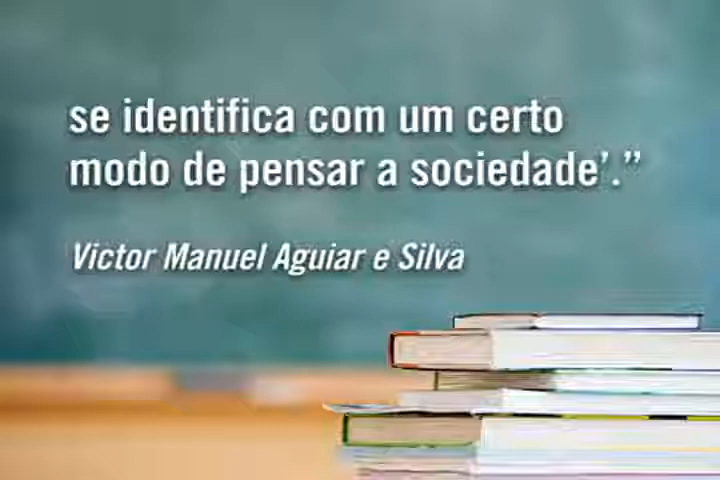 se identifica com um certo
modo de pensar a sociedade’.”
Victor Manuel Aguiar e Silva